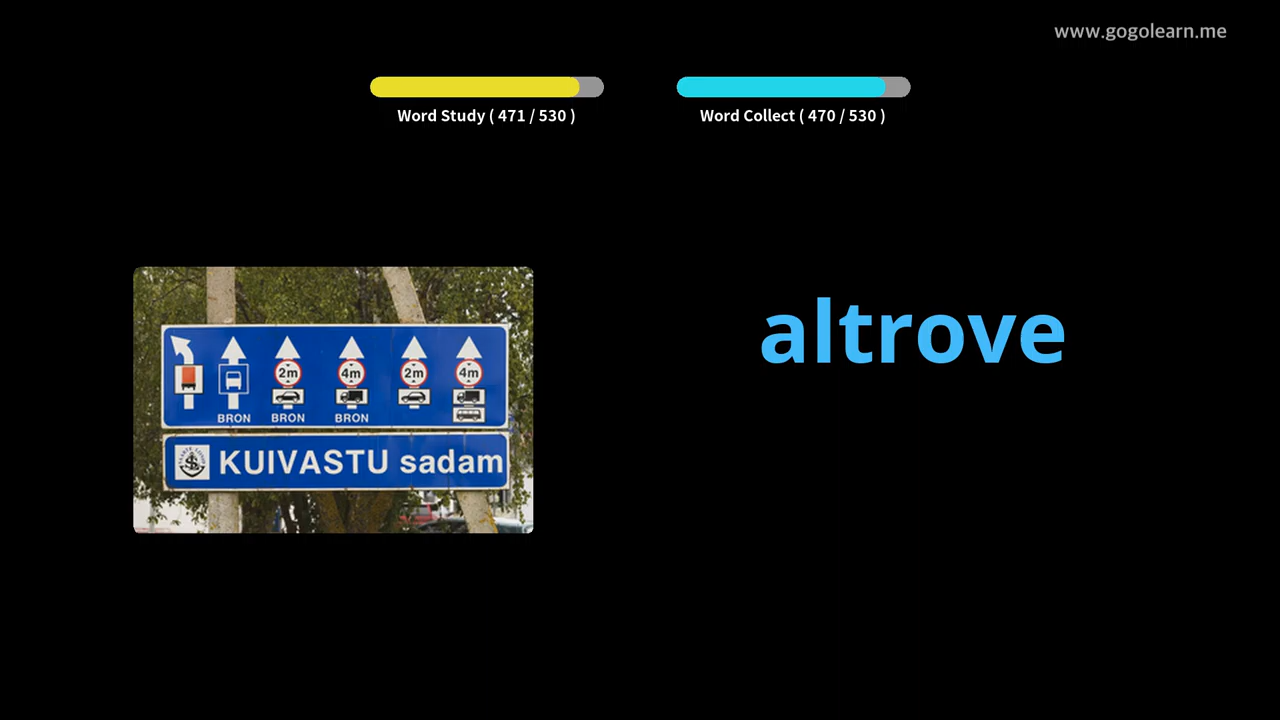 www.gogolearn.me
Word Study ( 471 / 530 )
Word Collect ( 470 / 530 )
altrove
2m 4m 2m 4m
BRON BRON BRON
KUIVASTU sadam